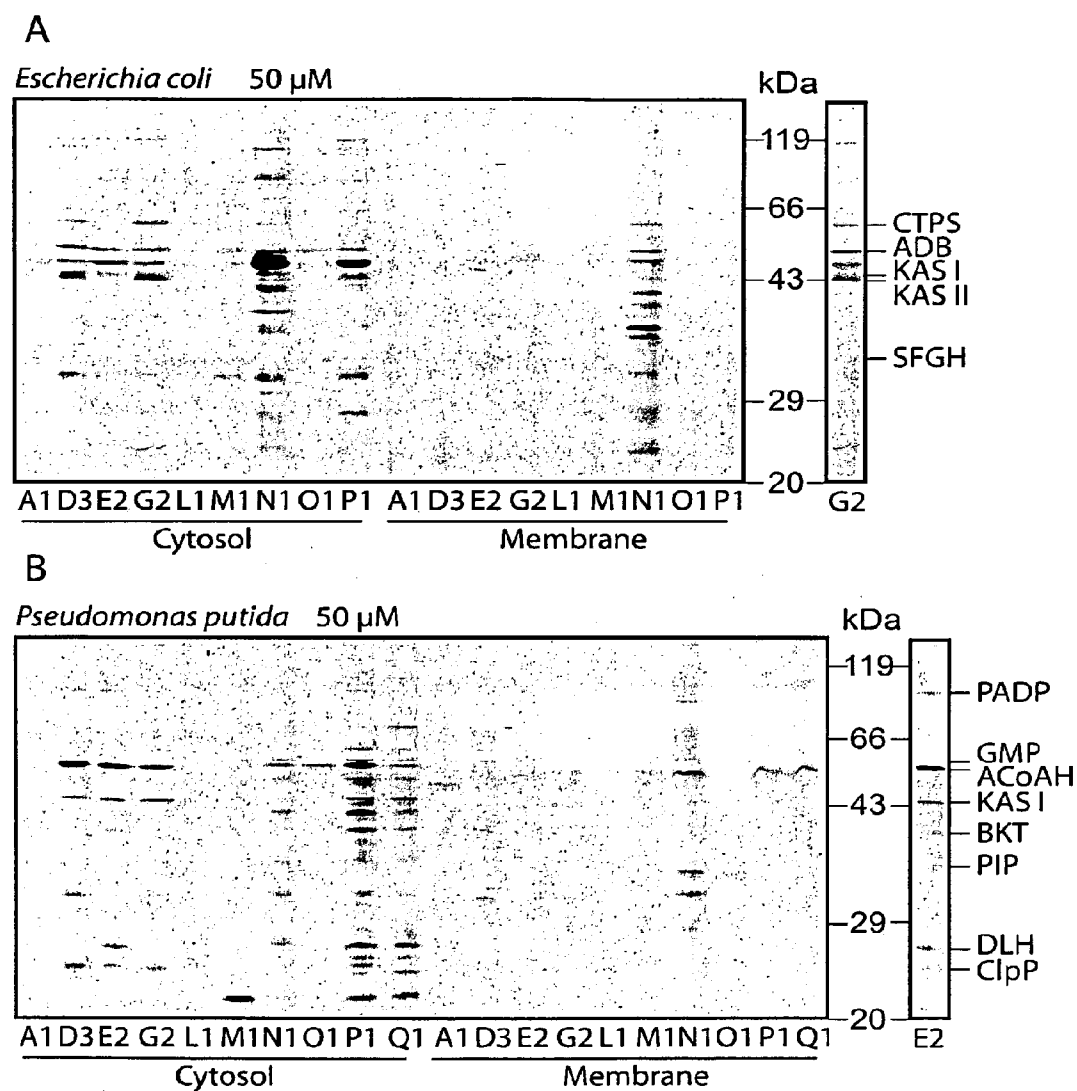 A
Escherichia coli 50 µM
kDa
119
66
43
29
20
CTPS
ADB
KAS I
KAS II
SFGH
A1 D3 E2 G2 L1 M1 N1 O1 P1 A1 D3 E2 G2 L1 M1 N1 O1 P1
G2
Cytosol Membrane
B
Pseudomonas putida 50 µM
kDa
119
66
43
29
20
PADP
GMP
ACoAH
KAS I
BKT
PIP
DLH
ClpP
A1 D3 E2 G2 L1 M1 N1 O1 P1 Q1 A1 D3 E2 G2 L1 M1 N1 O1 P1 Q1
E2
Cytosol Membrane